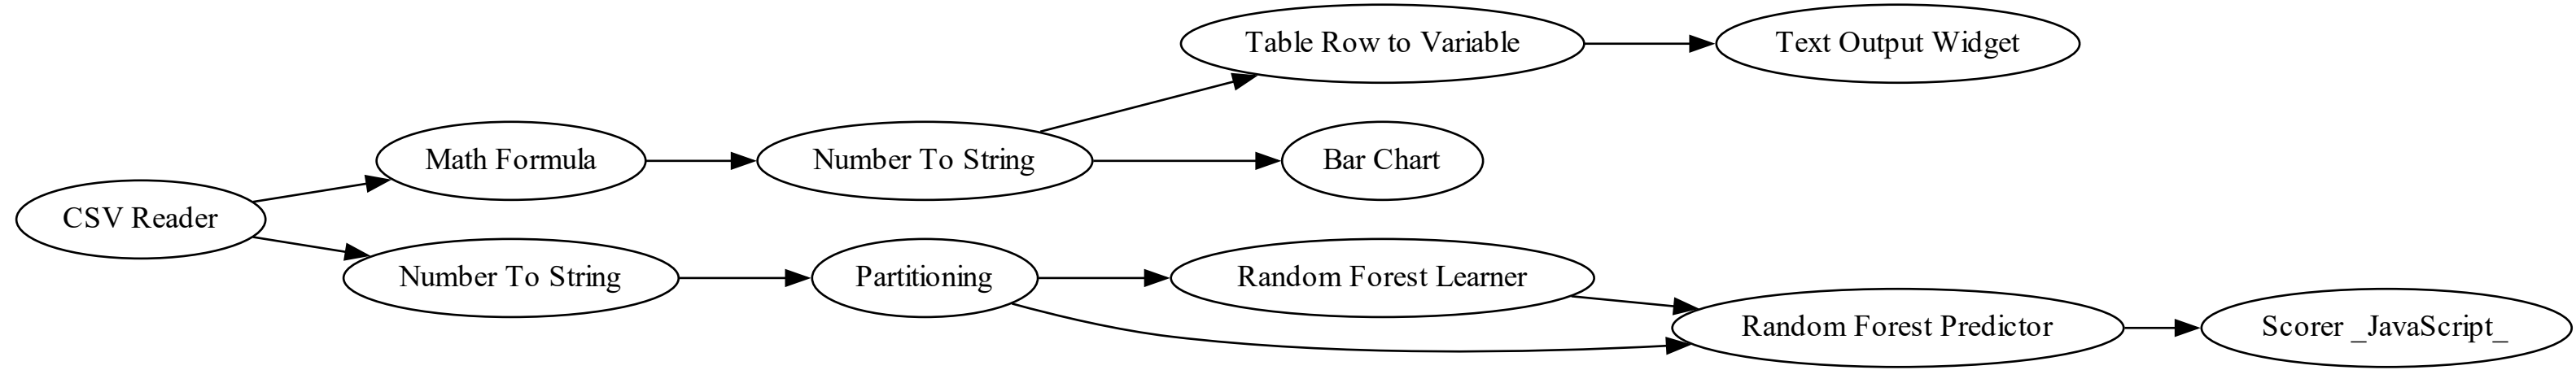 Table Row to Variable
Text Output Widget
Math Formula
Number To String
Bar Chart
CSV Reader
Number To String
Partitioning
Random Forest Learner
Random Forest Predictor
Scorer _JavaScript_